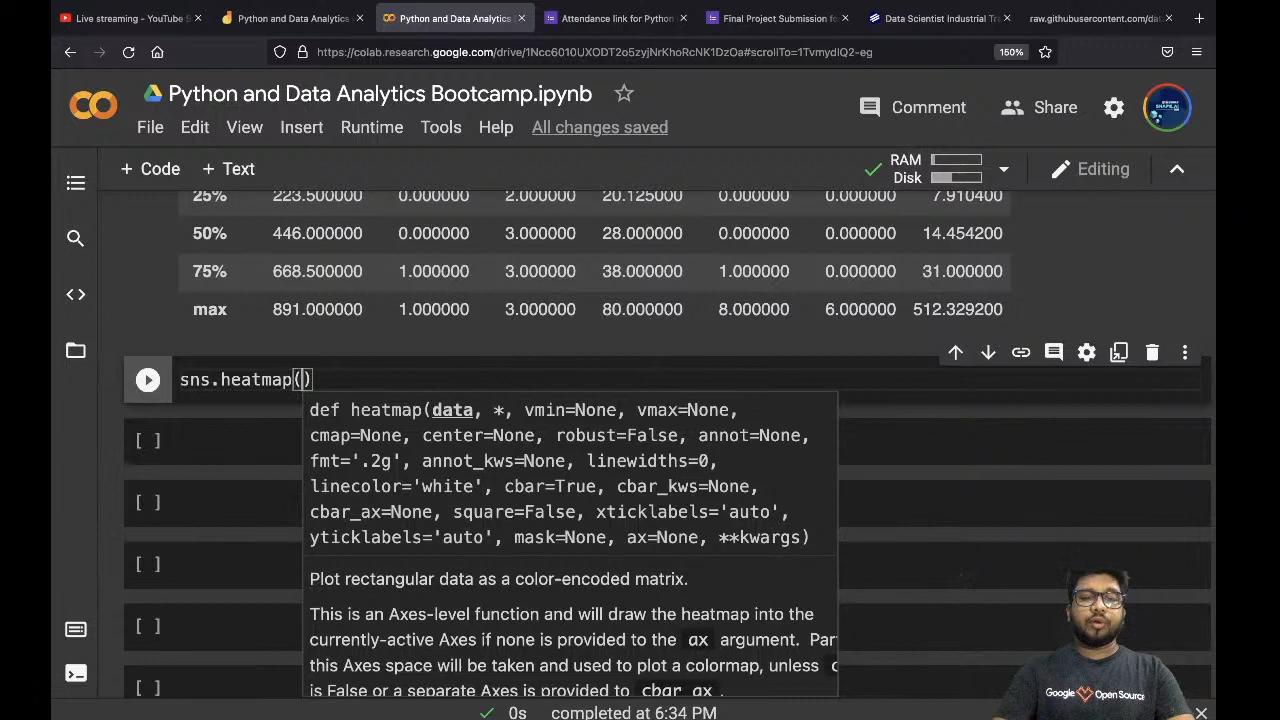 Live streaming - YouTube S
Python and Data Analytics
Python and Data Analytics
Attendance link for Python
Final Project Submission fo
Data Scientist Industrial Tr
raw.githubusercontent.com/dat
https://colab.research.google.com/drive/1Ncc6010UXODT2o5zyjNrKhoRcNK1DzOa#scrollTo=1TvmydlQ2-eg
150%
Python and Data Analytics Bootcamp.ipynb
Comment
Share
File Edit View Insert Runtime Tools Help All changes saved
+ Code + Text
RAM
Disk
Editing
25% 223.500000 0.000000 2.000000 20.125000 0.000000 0.000000 7.910400
50% 446.000000 0.000000 3.000000 28.000000 0.000000 0.000000 14.454200
75% 668.500000 1.000000 3.000000 38.000000 1.000000 0.000000 31.000000
max 891.000000 1.000000 3.000000 80.000000 8.000000 6.000000 512.329200
sns.heatmap()
def heatmap(data, *, vmin=None, vmax=None,
cmap=None, center=None, robust=False, annot=None,
fmt='.2g', annot_kws=None, linewidths=0,
linecolor='white', cbar=True, cbar_kws=None,
cbar_ax=None, square=False, xticklabels='auto',
yticklabels='auto', mask=None, ax=None, **kwargs)
Plot rectangular data as a color-encoded matrix.
This is an Axes-level function and will draw the heatmap into the
currently-active Axes if none is provided to the ax argument. Par
this Axes space will be taken and used to plot a colormap, unless c
is False or a separate Axes is provided to cbar_ax.
[ ]
[ ]
[ ]
[ ]
[ ]
Google Open Source
0s completed at 6:34 PM